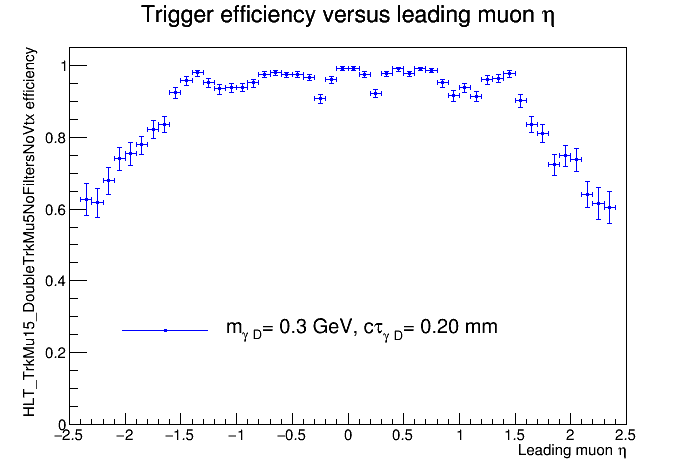 Trigger efficiency versus leading muon η
HLT_TrkMu15_DoubleTrkMu5NoFiltersNoVtx efficiency
1
0.8
0.6
0.4
0.2
0
m_γ D= 0.3 GeV, cτ_γ D= 0.20 mm
−2.5 −2 −1.5 −1 −0.5 0 0.5 1 1.5 2 2.5
Leading muon η